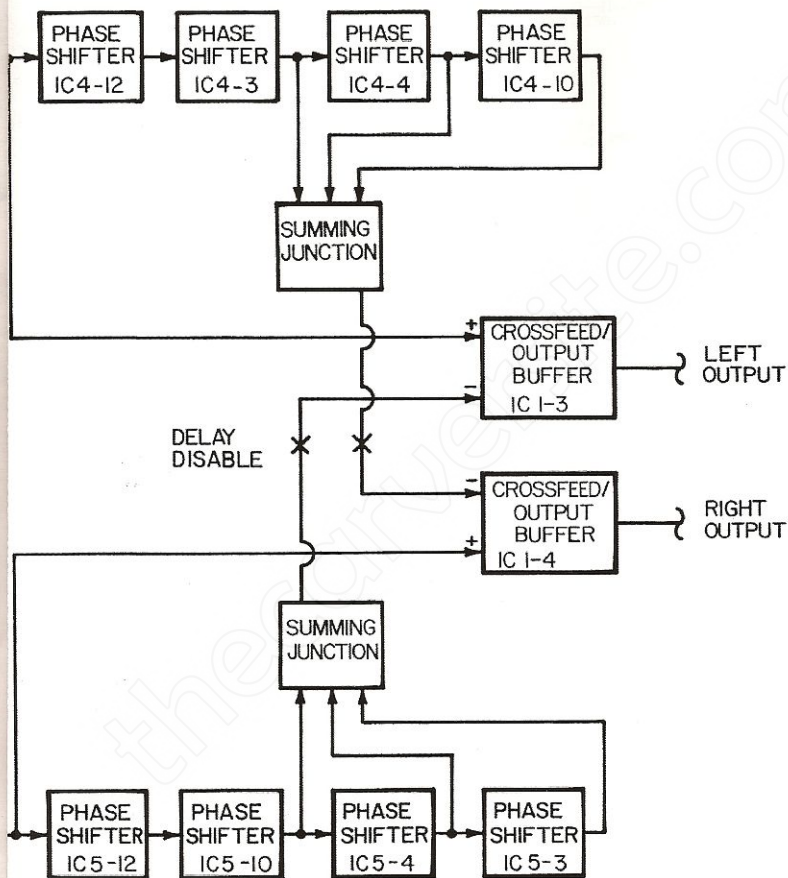 PHASE
SHIFTER
IC4-12
PHASE
SHIFTER
IC4-3
PHASE
SHIFTER
IC4-4
PHASE
SHIFTER
IC4-10
SUMMING
JUNCTION
+
CROSSFEED/
OUTPUT
BUFFER
IC 1-3
-
LEFT
OUTPUT
DELAY
DISABLE
-
CROSSFEED/
OUTPUT
BUFFER
IC 1-4
+
RIGHT
OUTPUT
SUMMING
JUNCTION
PHASE
SHIFTER
IC5-12
PHASE
SHIFTER
IC5-10
PHASE
SHIFTER
IC5-4
PHASE
SHIFTER
IC5-3
thecarversite.com